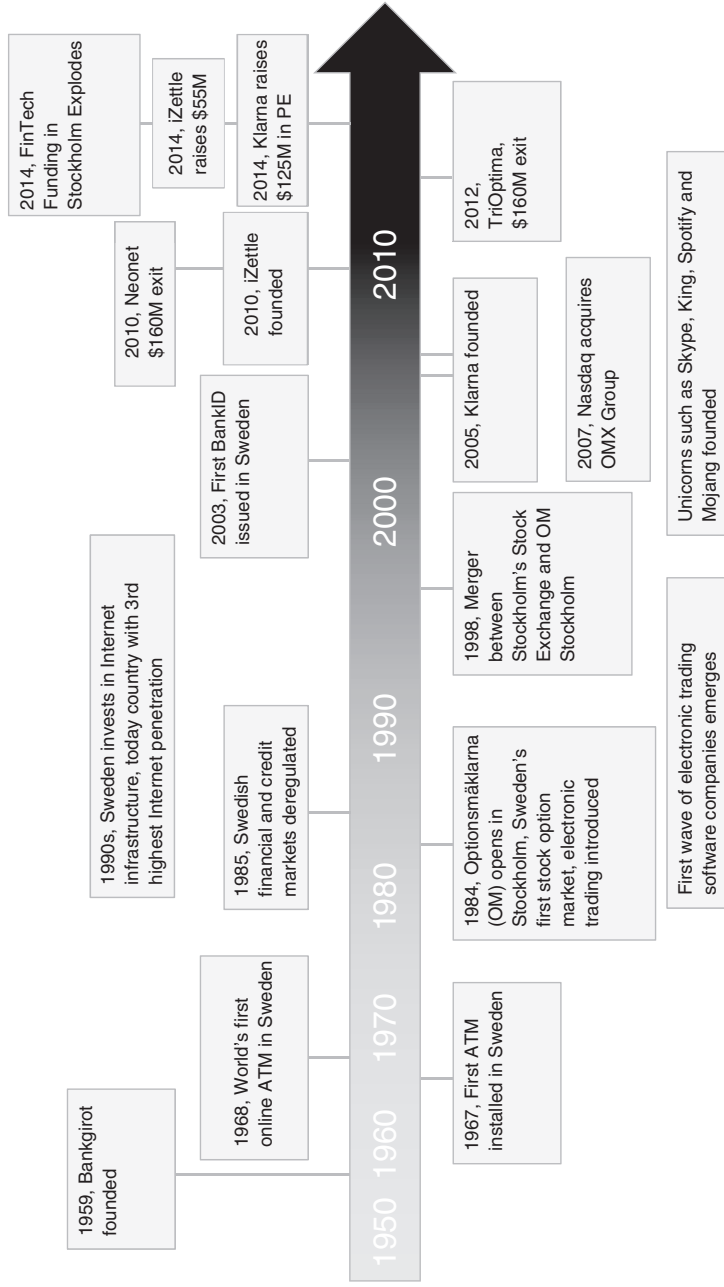 1959, Bankgirot
founded
1968, World's first
online ATM in Sweden
1990s, Sweden invests in Internet
infrastructure, today country with 3rd
highest Internet penetration
1985, Swedish
financial and credit
markets deregulated
2003, First BankID
issued in Sweden
2010, Neonet
$160M exit
2010, iZettle
founded
2014, FinTech
Funding in
Stockholm Explodes
2014, iZettle
raises $55M
2014, Klarna raises
$125M in PE
1950 1960 1970 1980 1990 2000 2010
1967, First ATM
installed in Sweden
1984, Optionsmäklarna
(OM) opens in
Stockholm, Sweden's
first stock option
market, electronic
trading introduced
1998, Merger
between
Stockholm's Stock
Exchange and OM
Stockholm
2005, Klarna founded
2007, Nasdaq acquires
OMX Group
2012,
TriOptima,
$160M exit
First wave of electronic trading
software companies emerges
Unicorns such as Skype, King, Spotify and
Mojang founded